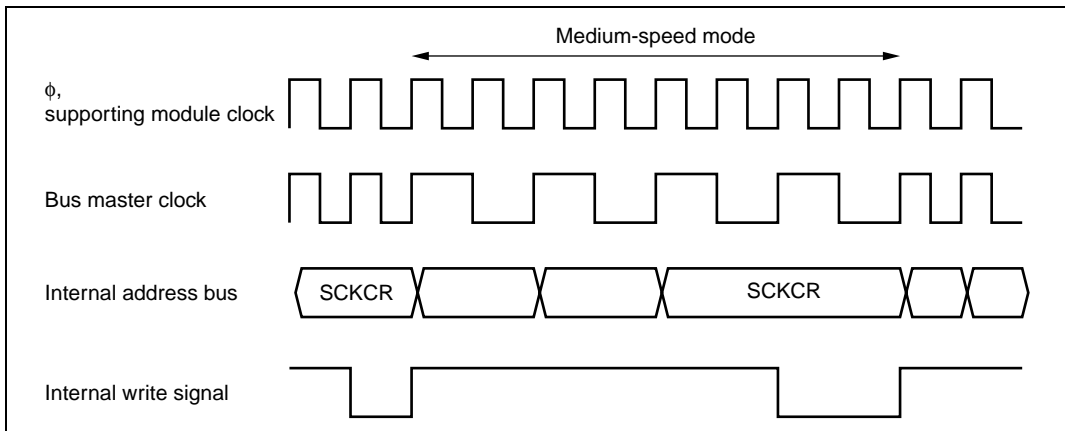 Medium-speed mode
ϕ,
supporting module clock
Bus master clock
Internal address bus
SCKCR
SCKCR
Internal write signal